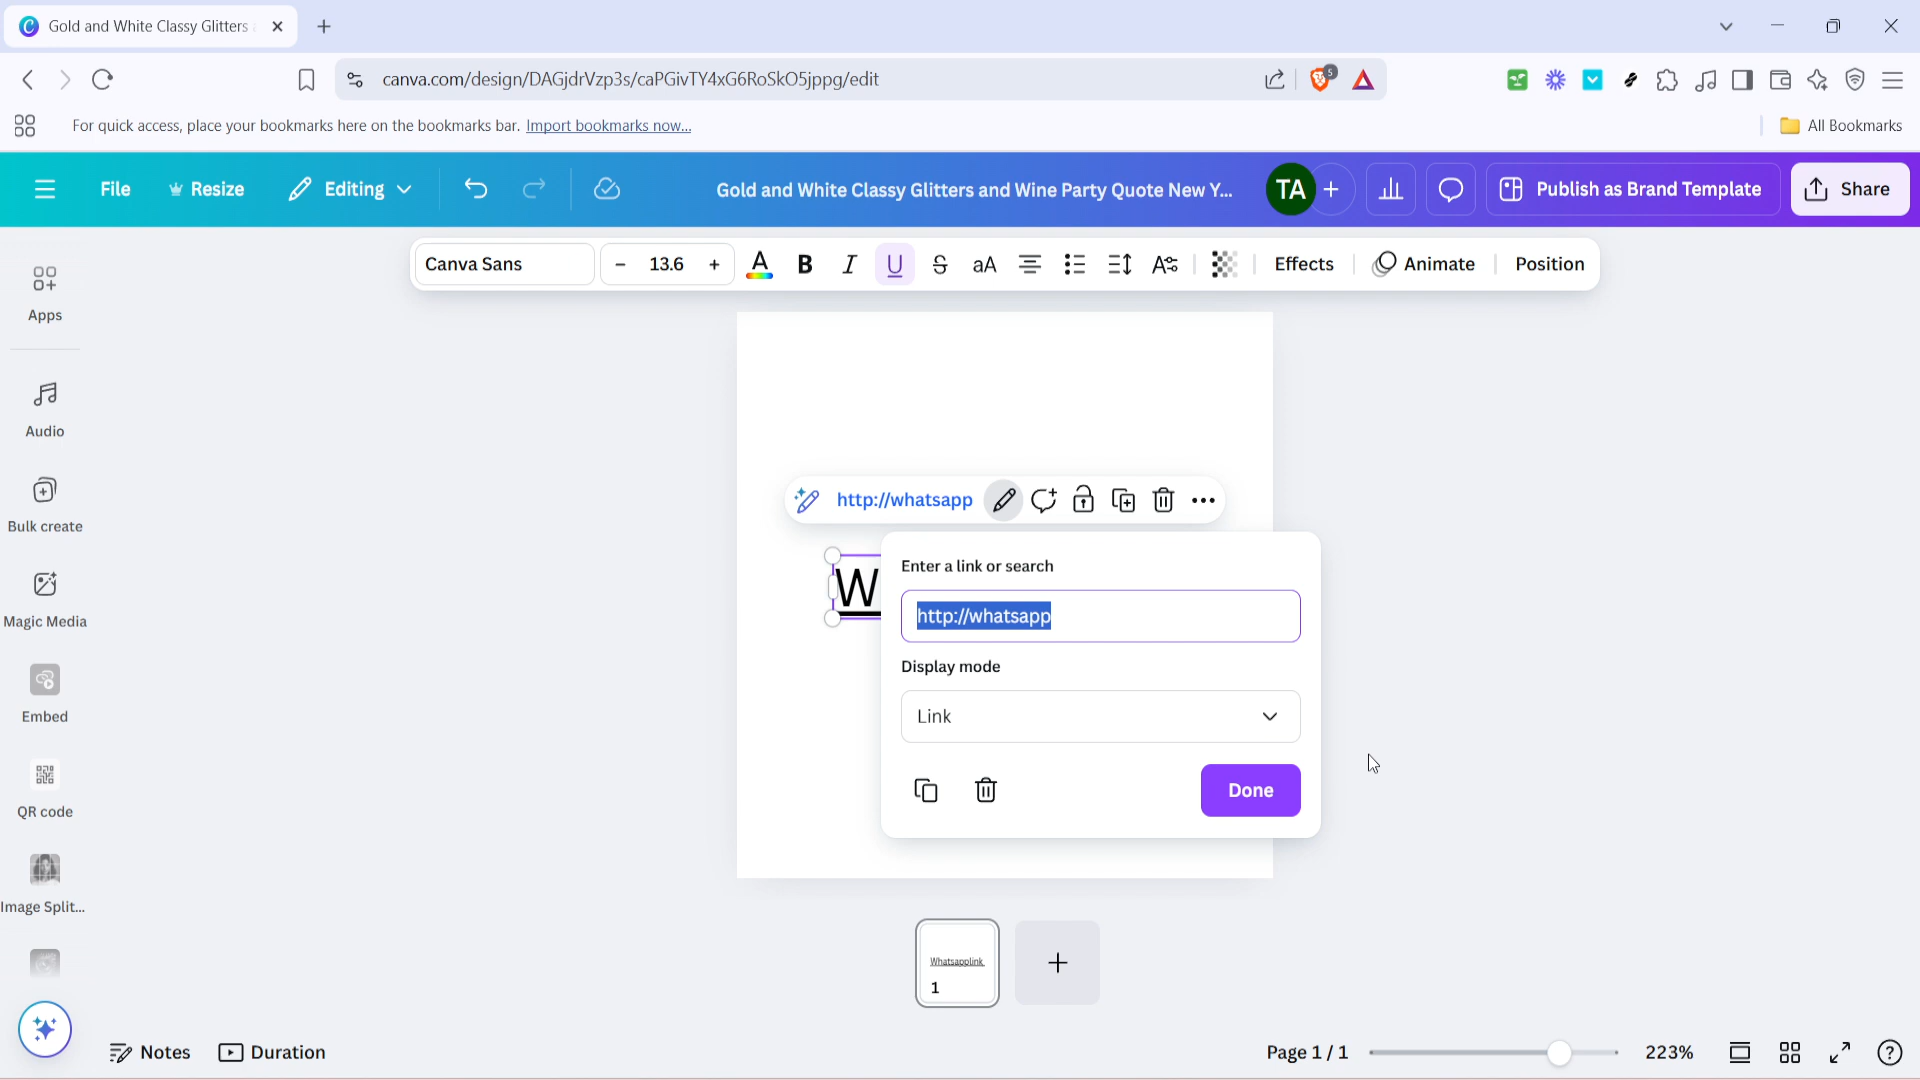 Gold and White Classy Glitters
canva.com/design/DAGjdrVzp3s/caPGivTY4xG6RoSkO5jppg/edit
5
For quick access, place your bookmarks here on the bookmarks bar. Import bookmarks now...
All Bookmarks
File
Resize
Editing
Gold and White Classy Glitters and Wine Party Quote New Y...
TA
Publish as Brand Template
Share
Canva Sans
13.6
A B I U S aA
Effects
Animate
Position
Apps
Audio
Bulk create
Magic Media
Embed
QR code
Image Split...
http://whatsapp
W
Enter a link or search
http://whatsapp
Display mode
Link
Done
Whatsapplink
1
Notes
Duration
Page 1 / 1
223%